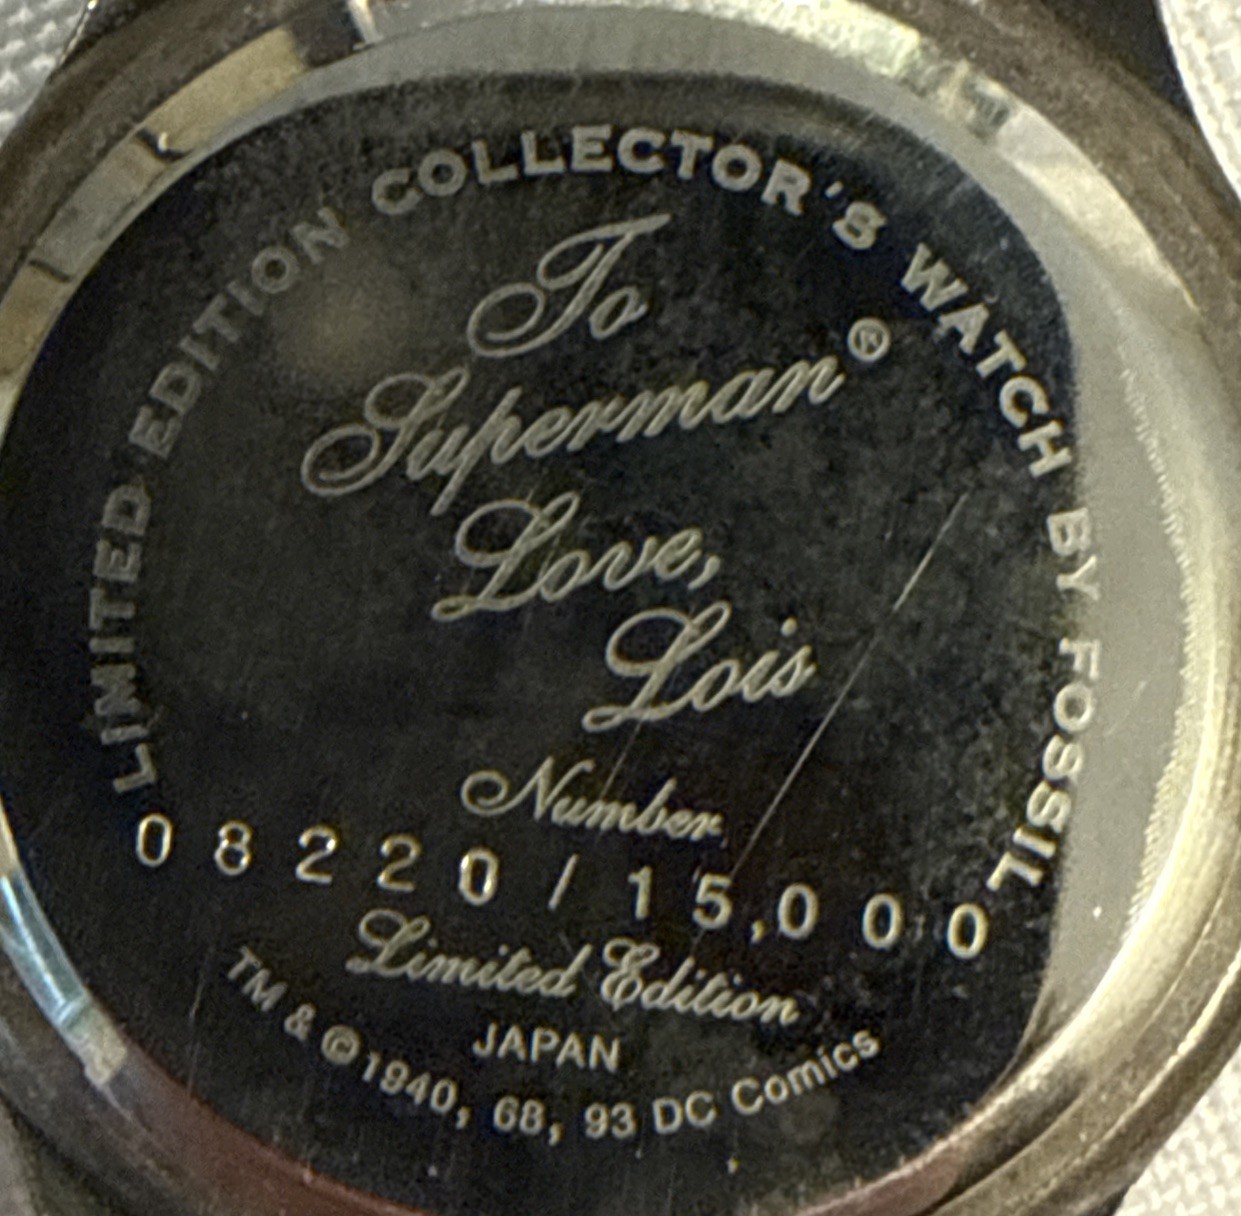 LIMITED EDITION COLLECTOR'S WATCH BY FOSSIL
To
Superman®
Love,
Lois
Number
08220/15,000
Limited Edition
JAPAN
TM & © 1940, 68, 93 DC Comics